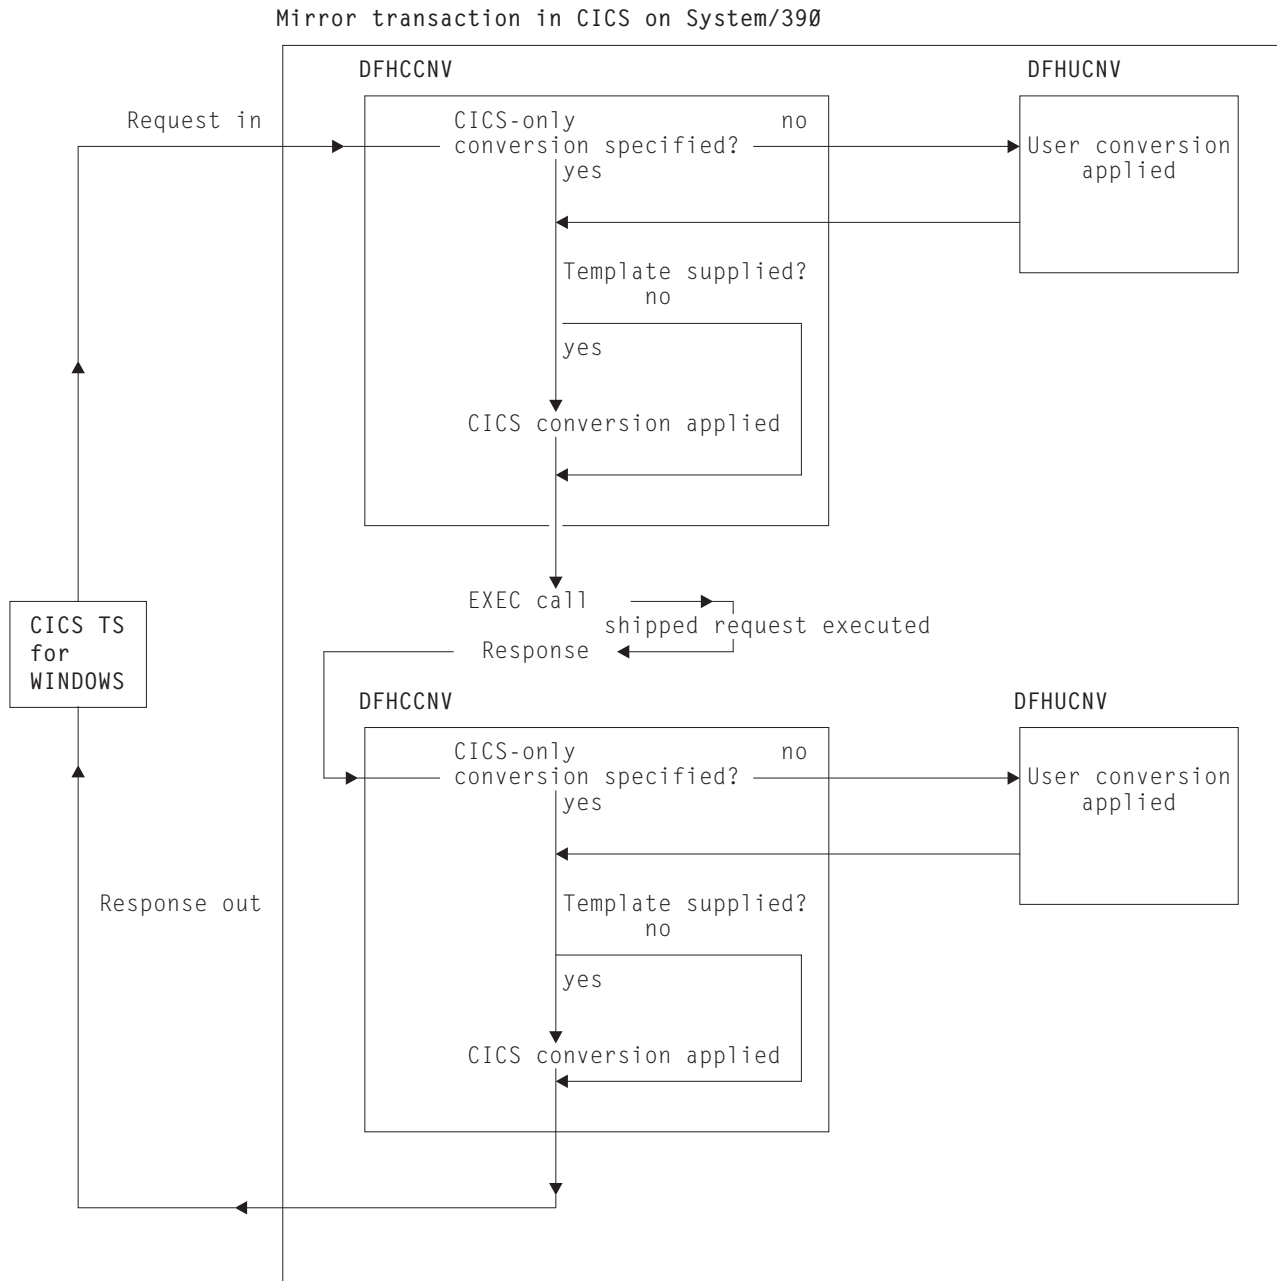 Mirror transaction in CICS on System/390
DFHCCNV
DFHUCNV
Request in
CICS-only
no
conversion specified?
User conversion
yes
applied
Template supplied?
no
yes
CICS conversion applied
EXEC call
shipped request executed
Response
CICS TS
for
WINDOWS
DFHCCNV
DFHUCNV
CICS-only
no
conversion specified?
User conversion
yes
applied
Response out
Template supplied?
no
yes
CICS conversion applied